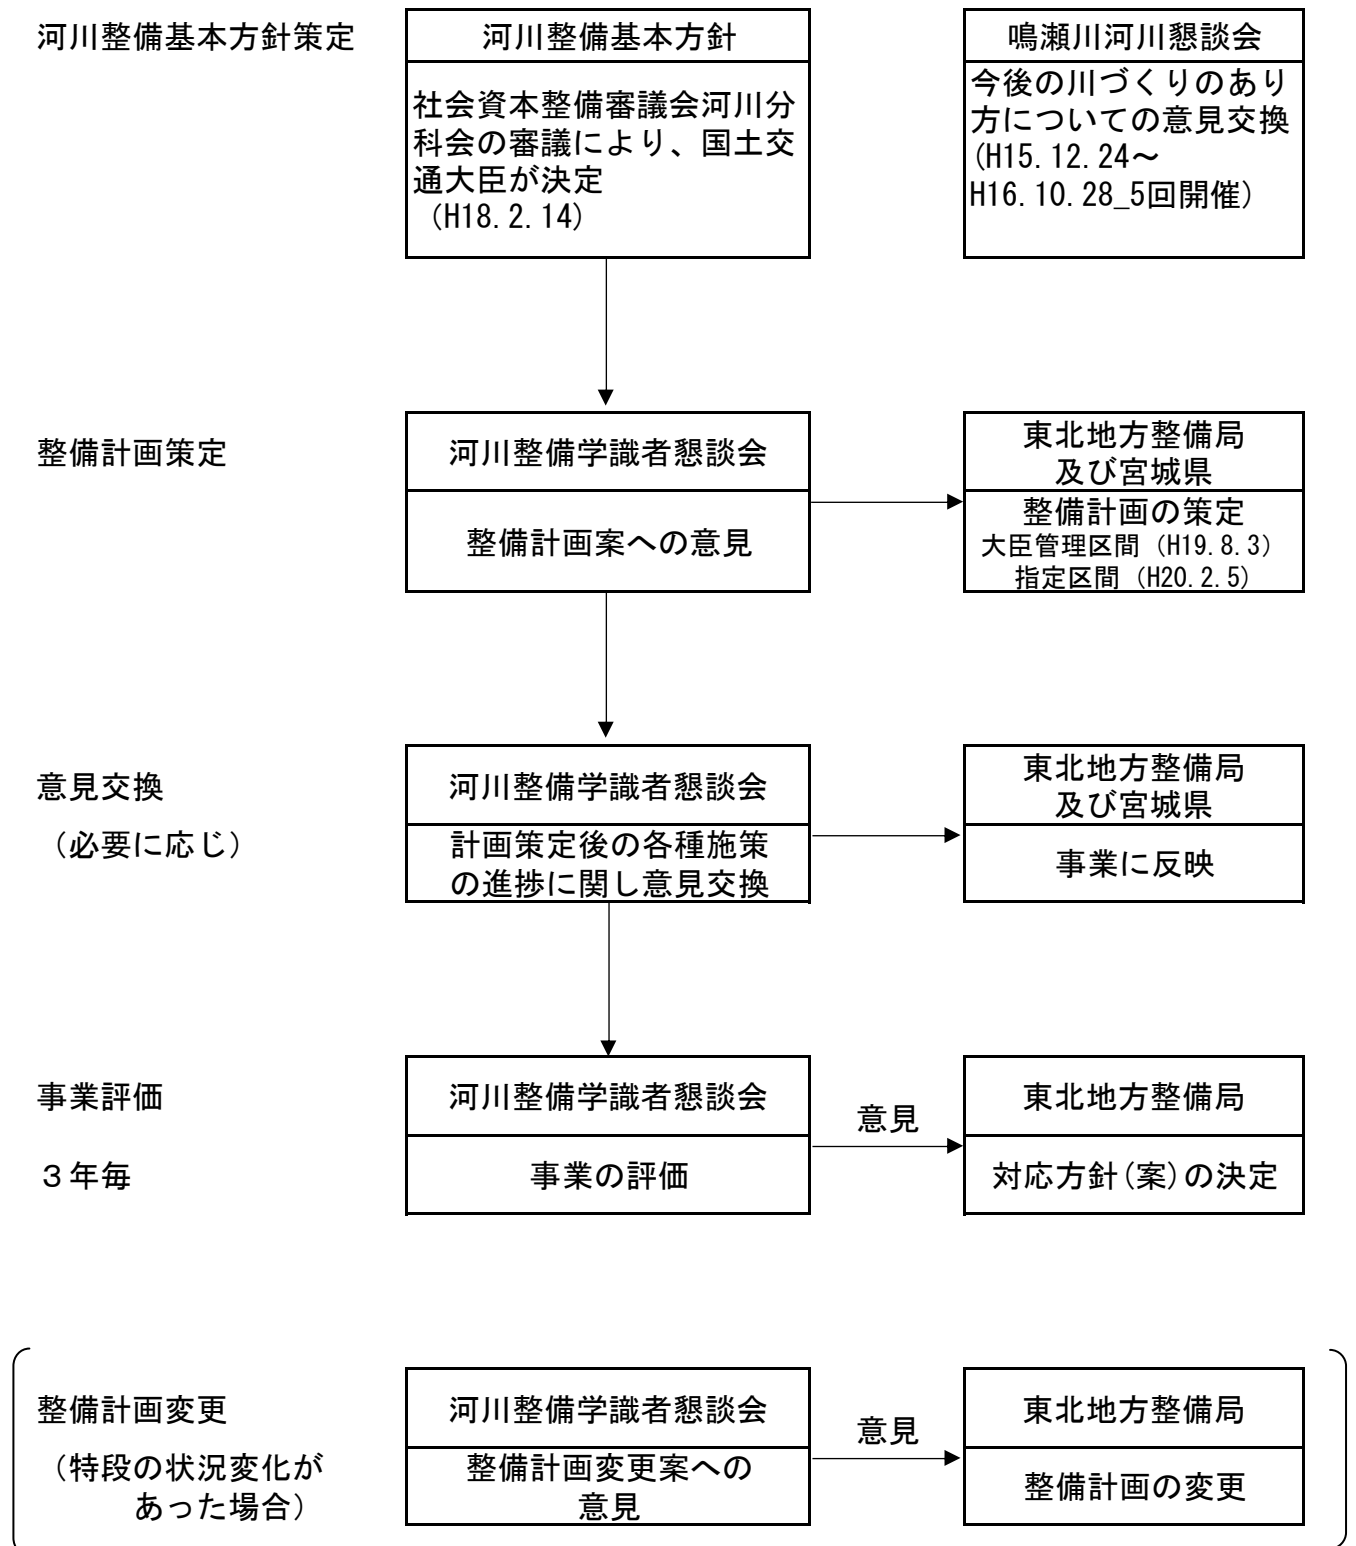 河川整備基本方針策定
河川整備基本方針
社会資本整備審議会河川分
科会の審議により、国土交
通大臣が決定
(H18.2.14)
鳴瀬川河川懇談会
今後の川づくりのあり
方についての意見交換
(H15.12.24～
H16.10.28_5回開催)
整備計画策定
河川整備学識者懇談会
整備計画案への意見
東北地方整備局
及び宮城県
整備計画の策定
大臣管理区間 (H19.8.3)
指定区間 (H20.2.5)
意見交換
(必要に応じ)
河川整備学識者懇談会
計画策定後の各種施策
の進捗に関し意見交換
東北地方整備局
及び宮城県
事業に反映
事業評価
３年毎
河川整備学識者懇談会
事業の評価
意見
東北地方整備局
対応方針(案)の決定
整備計画変更
(特段の状況変化が
あった場合)
河川整備学識者懇談会
整備計画変更案への
意見
意見
東北地方整備局
整備計画の変更